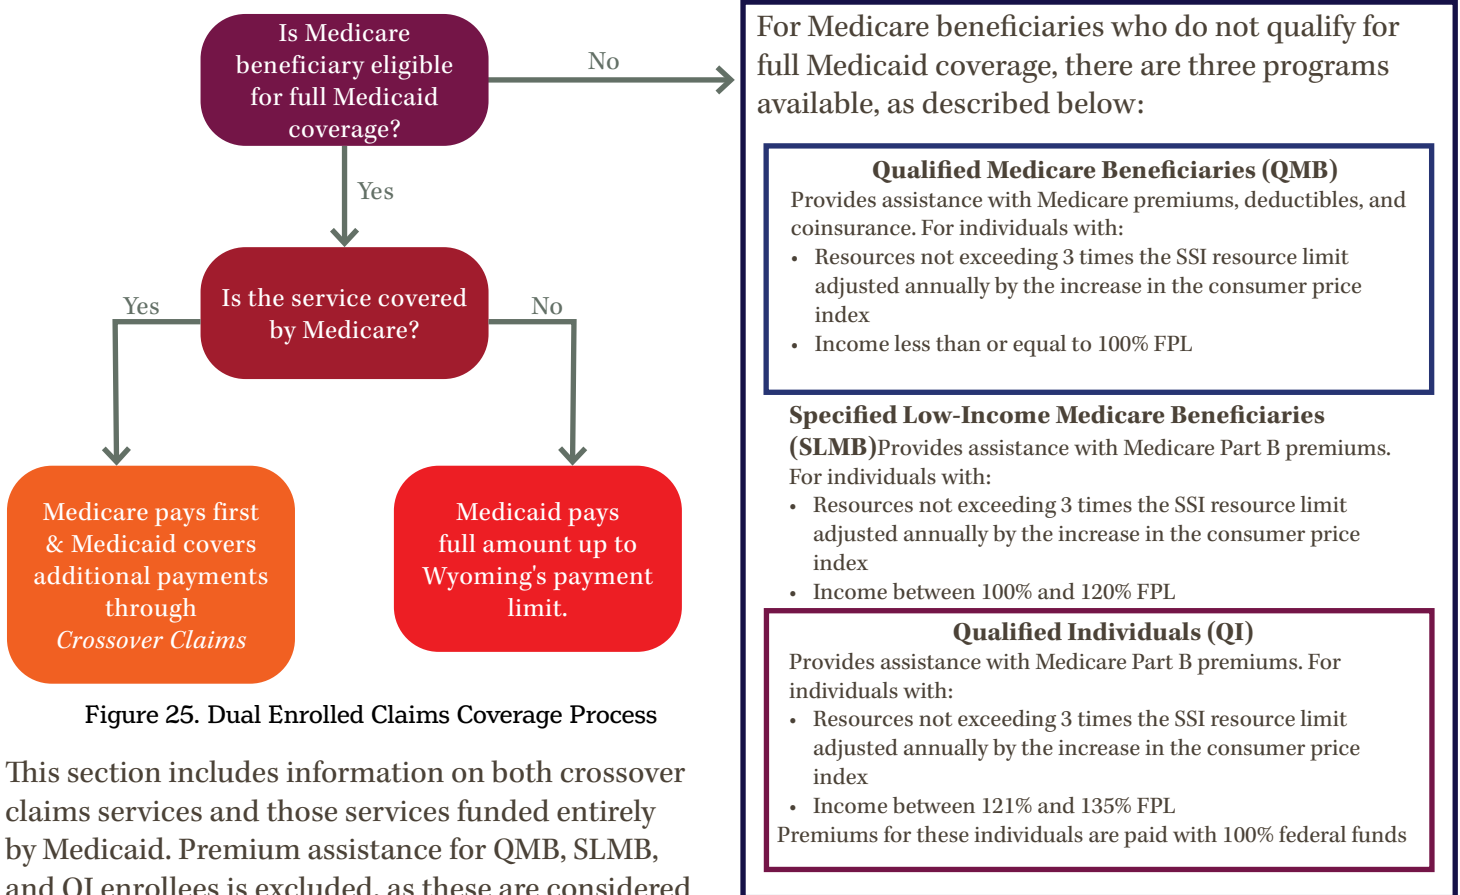 Is Medicare
beneficiary eligible
for full Medicaid
coverage?
No
Yes
Is the service covered
by Medicare?
Yes
No
Medicare pays first
& Medicaid covers
additional payments
through
Crossover Claims
Medicaid pays
full amount up to
Wyoming's payment
limit.
Figure 25. Dual Enrolled Claims Coverage Process
This section includes information on both crossover
claims services and those services funded entirely
by Medicaid. Premium assistance for QMB, SLMB,
and QI enrollees is excluded, as these are considered
For Medicare beneficiaries who do not qualify for
full Medicaid coverage, there are three programs
available, as described below:
Qualified Medicare Beneficiaries (QMB)
Provides assistance with Medicare premiums, deductibles, and
coinsurance. For individuals with:
• Resources not exceeding 3 times the SSI resource limit
adjusted annually by the increase in the consumer price
index
• Income less than or equal to 100% FPL
Specified Low-Income Medicare Beneficiaries
(SLMB)Provides assistance with Medicare Part B premiums.
For individuals with:
• Resources not exceeding 3 times the SSI resource limit
adjusted annually by the increase in the consumer price
index
• Income between 100% and 120% FPL
Qualified Individuals (QI)
Provides assistance with Medicare Part B premiums. For
individuals with:
• Resources not exceeding 3 times the SSI resource limit
adjusted annually by the increase in the consumer price
index
• Income between 121% and 135% FPL
Premiums for these individuals are paid with 100% federal funds